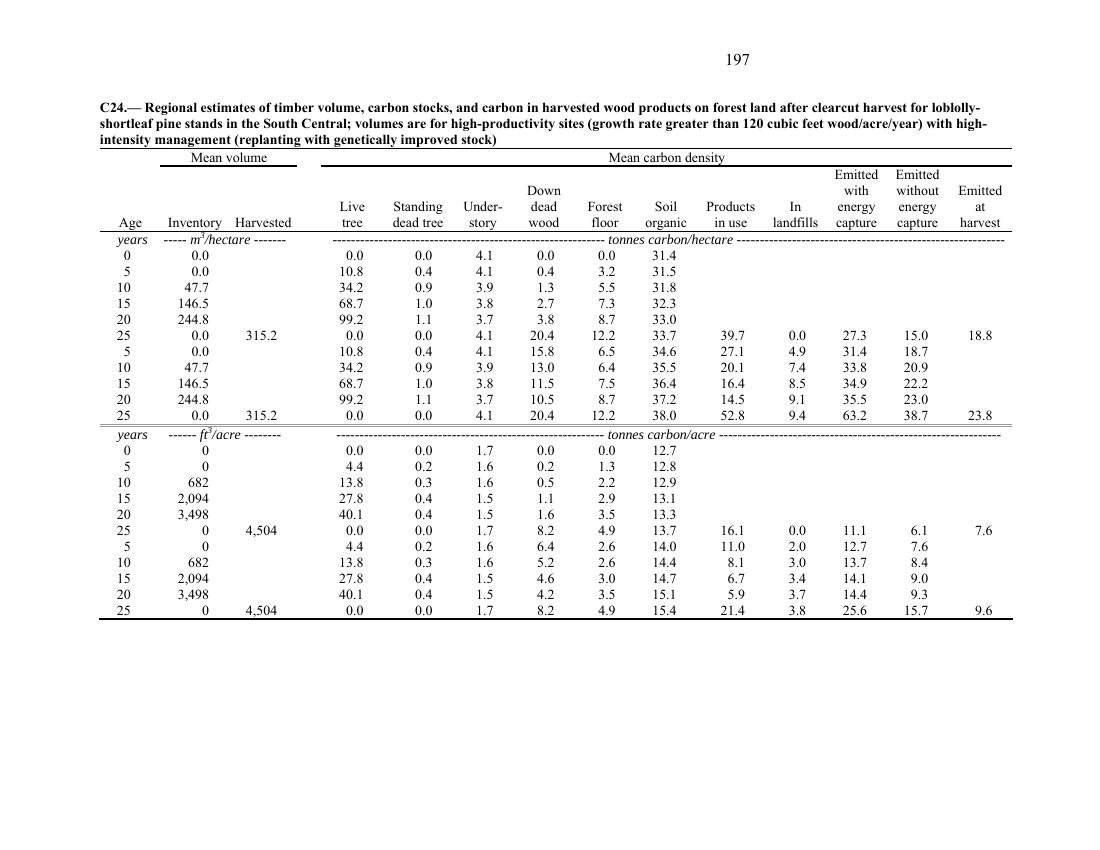 197
C24.— Regional estimates of timber volume, carbon stocks, and carbon in harvested wood products on forest land after clearcut harvest for loblolly-
shortleaf pine stands in the South Central; volumes are for high-productivity sites (growth rate greater than 120 cubic feet wood/acre/year) with high-
intensity management (replanting with genetically improved stock)
Mean volume Mean carbon density
Emitted Emitted
with without
Down energy energy Emitted
Live Standing Under- dead Forest Soil Products In energy energy at
Age Inventory Harvested tree dead tree story wood floor organic in use landfills capture capture harvest
years ----- m³/hectare ------- ---------- tonnes carbon/hectare ----------
0 0.0 0.0 0.0 4.1 0.0 0.0 31.4
5 0.0 10.8 0.4 4.1 0.4 3.2 31.5
10 47.7 34.2 0.9 3.9 1.3 5.5 31.8
15 146.5 68.7 1.0 3.8 2.7 7.3 32.3
20 244.8 99.2 1.1 3.7 3.8 8.7 33.0
25 0.0 315.2 0.0 0.0 4.1 20.4 12.2 33.7 39.7 0.0 27.3 15.0 18.8
5 0.0 10.8 0.4 4.1 15.8 6.5 34.6 27.1 4.9 31.4 18.7
10 47.7 34.2 0.9 3.9 13.0 6.4 35.5 20.1 7.4 33.8 20.9
15 146.5 68.7 1.0 3.8 11.5 7.5 36.4 16.4 8.5 34.9 22.2
20 244.8 99.2 1.1 3.7 10.5 8.7 37.2 14.5 9.1 35.5 23.0
25 0.0 315.2 0.0 0.0 4.1 20.4 12.2 38.0 52.8 9.4 63.2 38.7 23.8
years ------ ft³/acre -------- ---------- tonnes carbon/acre ----------
0 0 0.0 0.0 1.7 0.0 0.0 12.7
5 0 4.4 0.2 1.6 0.2 1.3 12.8
10 682 13.8 0.3 1.6 0.5 2.2 12.9
15 2,094 27.8 0.4 1.5 1.1 2.9 13.1
20 3,498 40.1 0.4 1.5 1.6 3.5 13.3
25 0 4,504 0.0 0.0 1.7 8.2 4.9 13.7 16.1 0.0 11.1 6.1 7.6
5 0 4.4 0.2 1.6 6.4 2.6 14.0 11.0 2.0 12.7 7.6
10 682 13.8 0.3 1.6 5.2 2.6 14.4 8.1 3.0 13.7 8.4
15 2,094 27.8 0.4 1.5 4.6 3.0 14.7 6.7 3.4 14.1 9.0
20 3,498 40.1 0.4 1.5 4.2 3.5 15.1 5.9 3.7 14.4 9.3
25 0 4,504 0.0 0.0 1.7 8.2 4.9 15.4 21.4 3.8 25.6 15.7 9.6